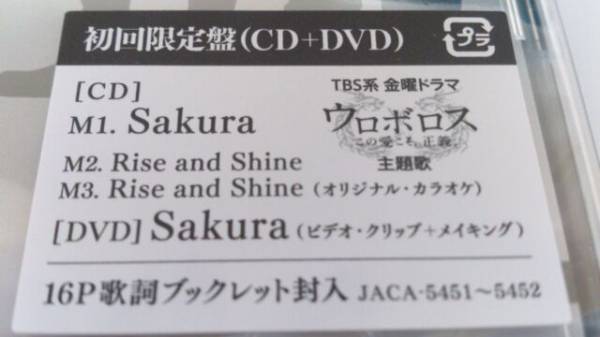 初回限定盤(CD+DVD)
プラ
[CD]
M1. Sakura
TBS系 金曜ドラマ
ウロボロス
この愛こそ、正義。
主題歌
M2. Rise and Shine
M3. Rise and Shine (オリジナル・カラオケ)
[DVD] Sakura (ビデオ・クリップ+メイキング)
16P歌詞ブックレット封入 JACA-5451~5452